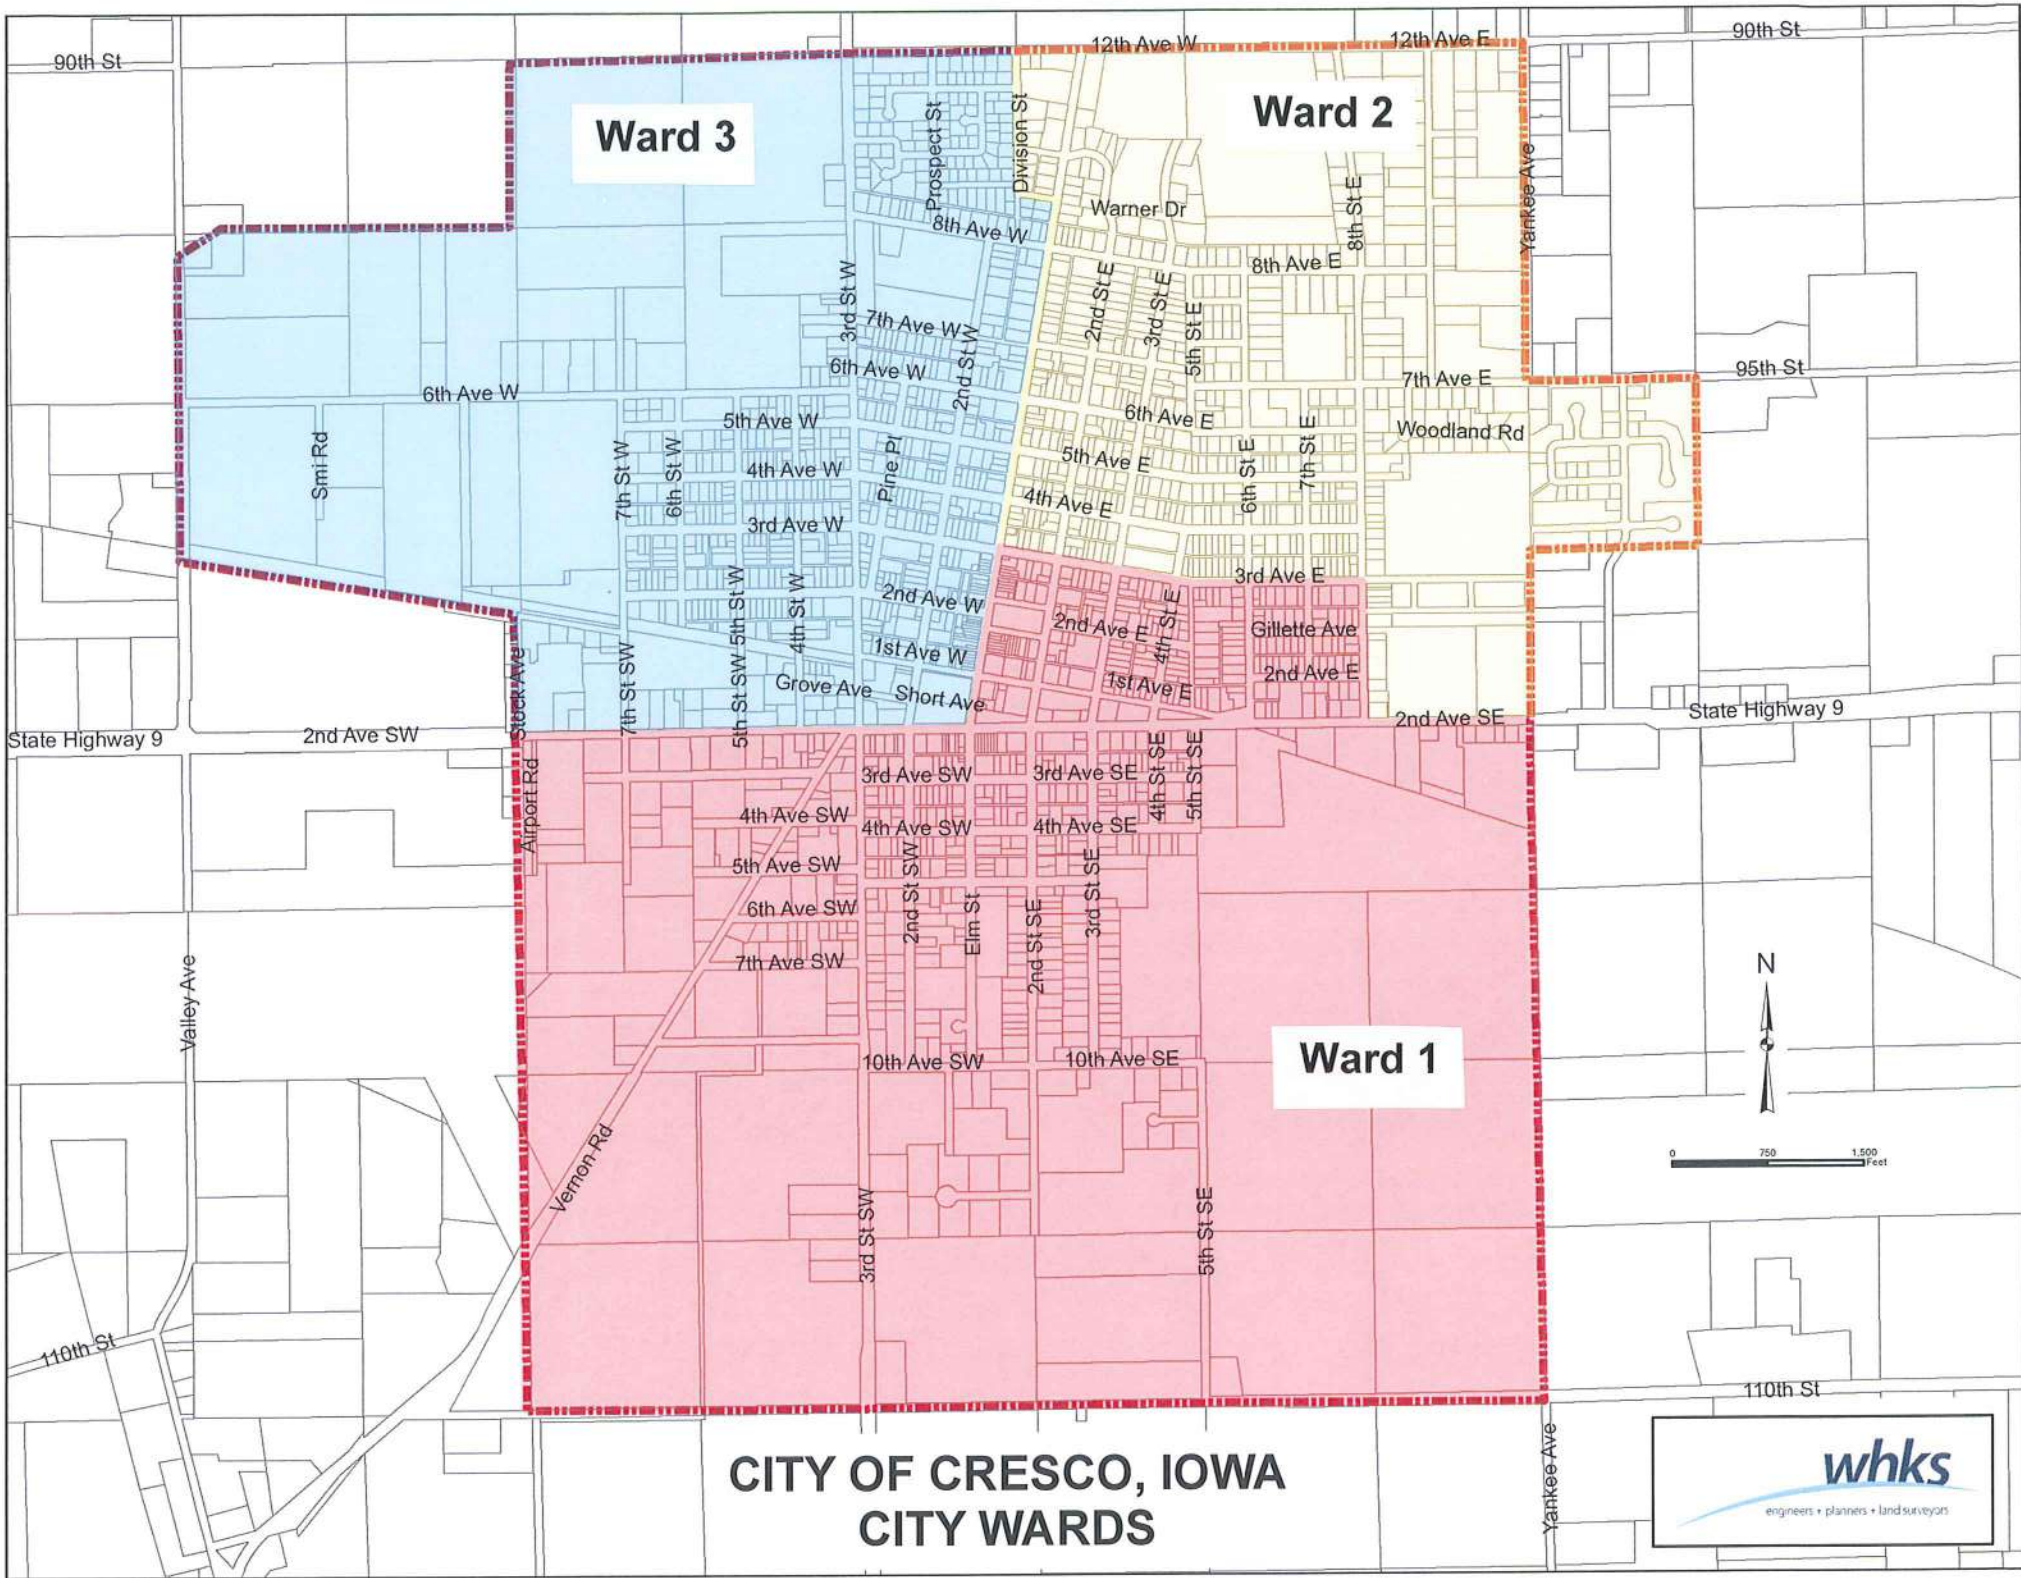 90th St
12th Ave W
12th Ave E
90th St
Ward 3
Ward 2
Prospect St
Division St
Yankee Ave
Warner Dr
8th St E
8th Ave W
8th Ave E
3rd St W
2nd St E
3rd St E
5th St E
7th Ave W
2nd St W
6th Ave W
95th St
7th Ave E
6th Ave W
5th Ave W
6th Ave E
Woodland Rd
Smi Rd
7th St W
6th St W
4th Ave W
Pine Pl
5th Ave E
6th St E
7th St E
4th Ave E
3rd Ave W
3rd Ave E
5th St W
4th St W
2nd Ave W
2nd Ave E
4th St E
Gillette Ave
1st Ave W
2nd Ave E
Stock Ave
7th St SW
5th St SW
5th St SW
Grove Ave
Short Ave
1st Ave E
2nd Ave SE
State Highway 9
State Highway 9
2nd Ave SW
Airport Rd
3rd Ave SW
3rd Ave SE
4th St SE
5th St SE
4th Ave SW
4th Ave SW
4th Ave SE
5th Ave SW
2nd St SW
3rd St SE
6th Ave SW
Elm St
2nd St SE
7th Ave SW
Valley Ave
N
10th Ave SW
10th Ave SE
Ward 1
0 750 1,500
Feet
Vernon Rd
3rd St SW
5th St SE
110th St
110th St
Yankee Ave
CITY OF CRESCO, IOWA
CITY WARDS
whks
engineers + planners + land surveyors